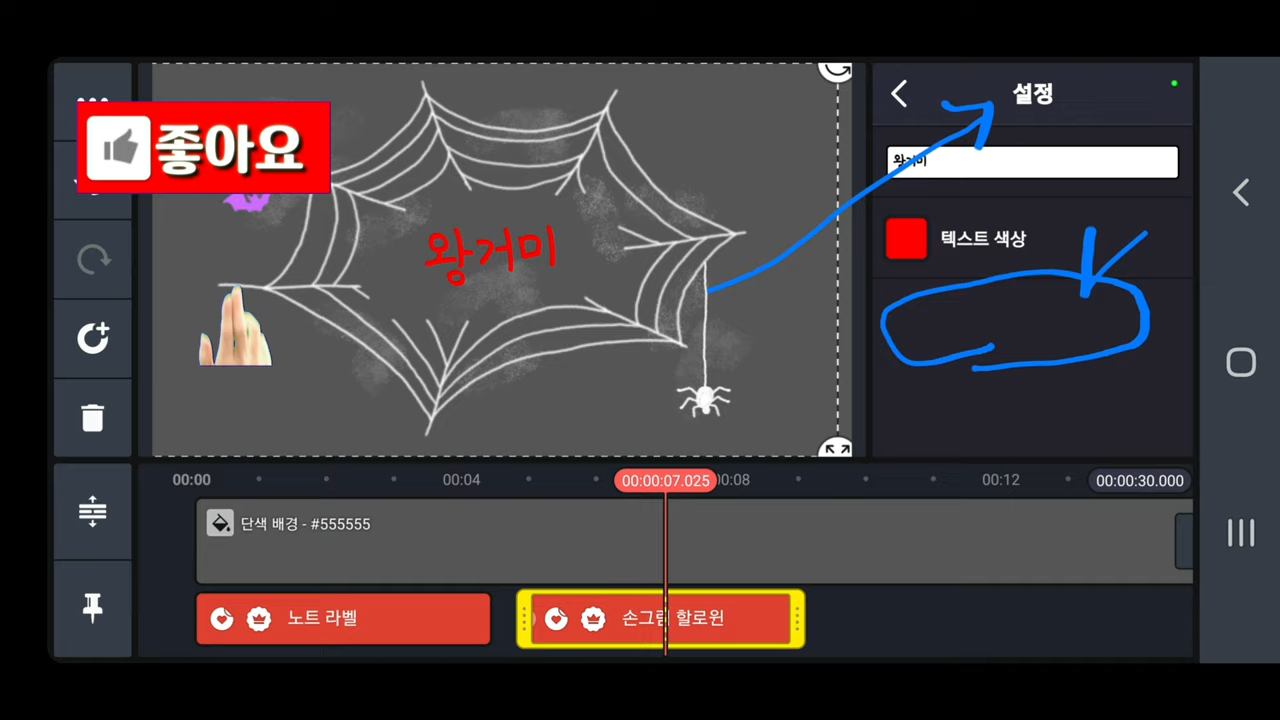 좋아요
설정
왕거미
왕거미
텍스트 색상
00:00
00:04
00:00:07.025
00:08
00:12
00:00:30.000
단색 배경 - #555555
노트 라벨
손그림 할로윈